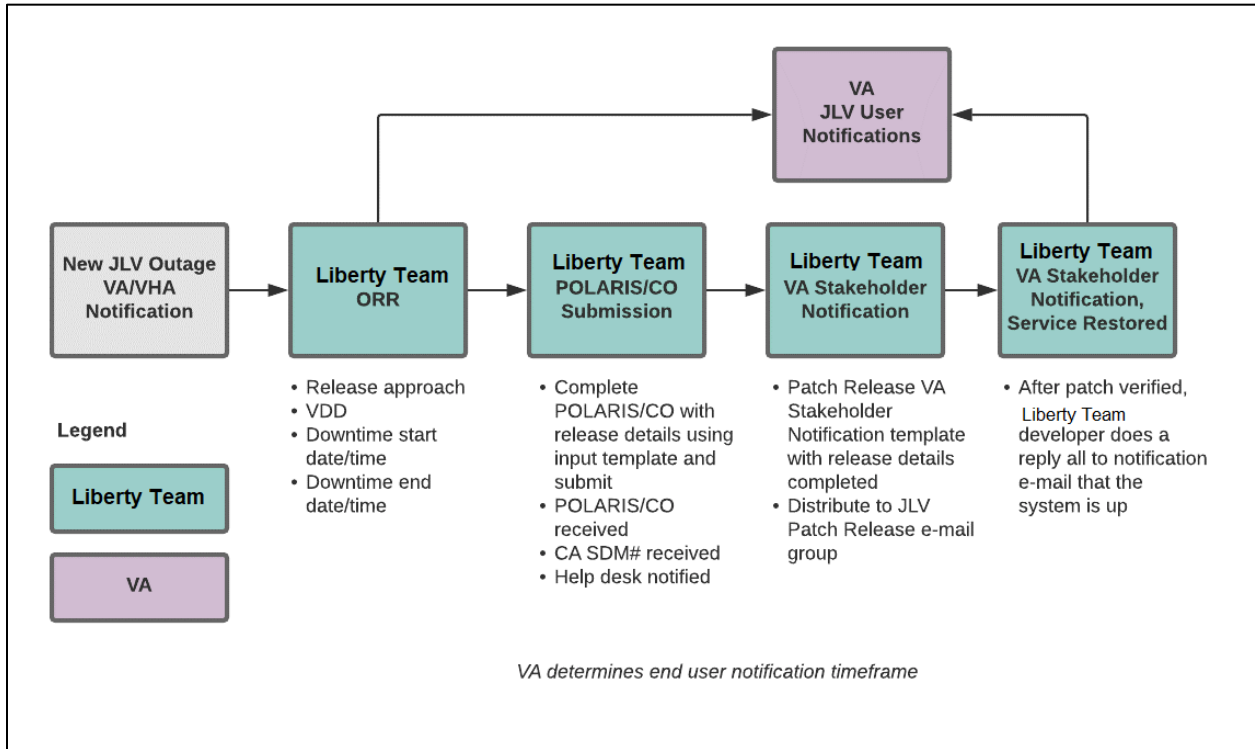 VA
JLV User
Notifications
New JLV Outage
VA/VHA
Notification
Liberty Team
ORR
Liberty Team
POLARIS/CO
Submission
Liberty Team
VA Stakeholder
Notification
Liberty Team
VA Stakeholder
Notification,
Service Restored
• Release approach
• VDD
• Downtime start
date/time
• Downtime end
date/time
• Complete
POLARIS/CO with
release details using
input template and
submit
• POLARIS/CO
received
• CA SDM# received
• Help desk notified
• Patch Release VA
Stakeholder
Notification template
with release details
completed
• Distribute to JLV
Patch Release e-mail
group
• After patch verified,
Liberty Team
developer does a
reply all to notification
e-mail that the
system is up
Legend
Liberty Team
VA
VA determines end user notification timeframe